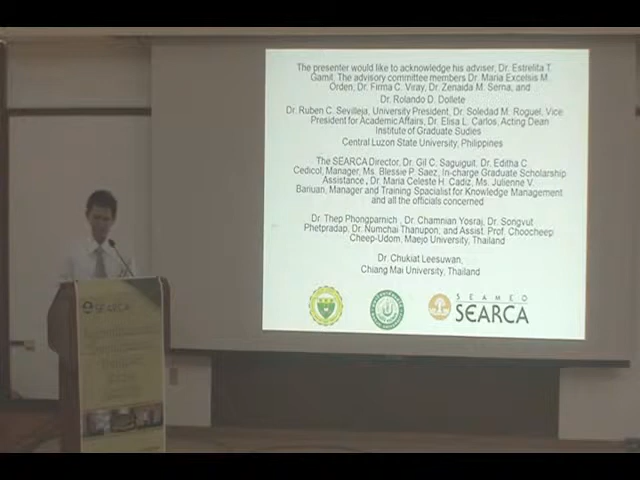 The presenter would like to acknowledge his adviser, Dr. Estrelita T.
Gamit. The advisory committee members Dr. Maria Excelsis M.
Orden, Dr. Firma C. Viray, Dr. Zenaida M. Serna, and
Dr. Rolando D. Dollete
Dr. Ruben C. Sevilleja, University President, Dr. Soledad M. Roguel, Vice
President for Academic Affairs, Dr. Elisa L. Carlos, Acting Dean
Institute of Graduate Sudies
Central Luzon State University, Philippines
The SEARCA Director, Dr. Gil C. Saguiguit, Dr. Editha C.
Cedicol, Manager, Ms. Blessie P. Saez, In-charge Graduate Scholarship
Assistance, Dr. Maria Celeste H. Cadiz, Ms. Julienne V.
Bariuan, Manager and Training Spacialist for Knowledge Management
and all the officials concerned
Dr. Thep Phongparnich , Dr. Chamnian Yosraj, Dr. Songvut
Phetpradap, Dr. Numchai Thanupon, and Assist. Prof. Choocheep
Cheep-Udom, Maejo University, Thailand
Dr. Chukiat Leesuwan,
Chiang Mai University, Thailand
SEAMEO
SEARCA
SEARCA